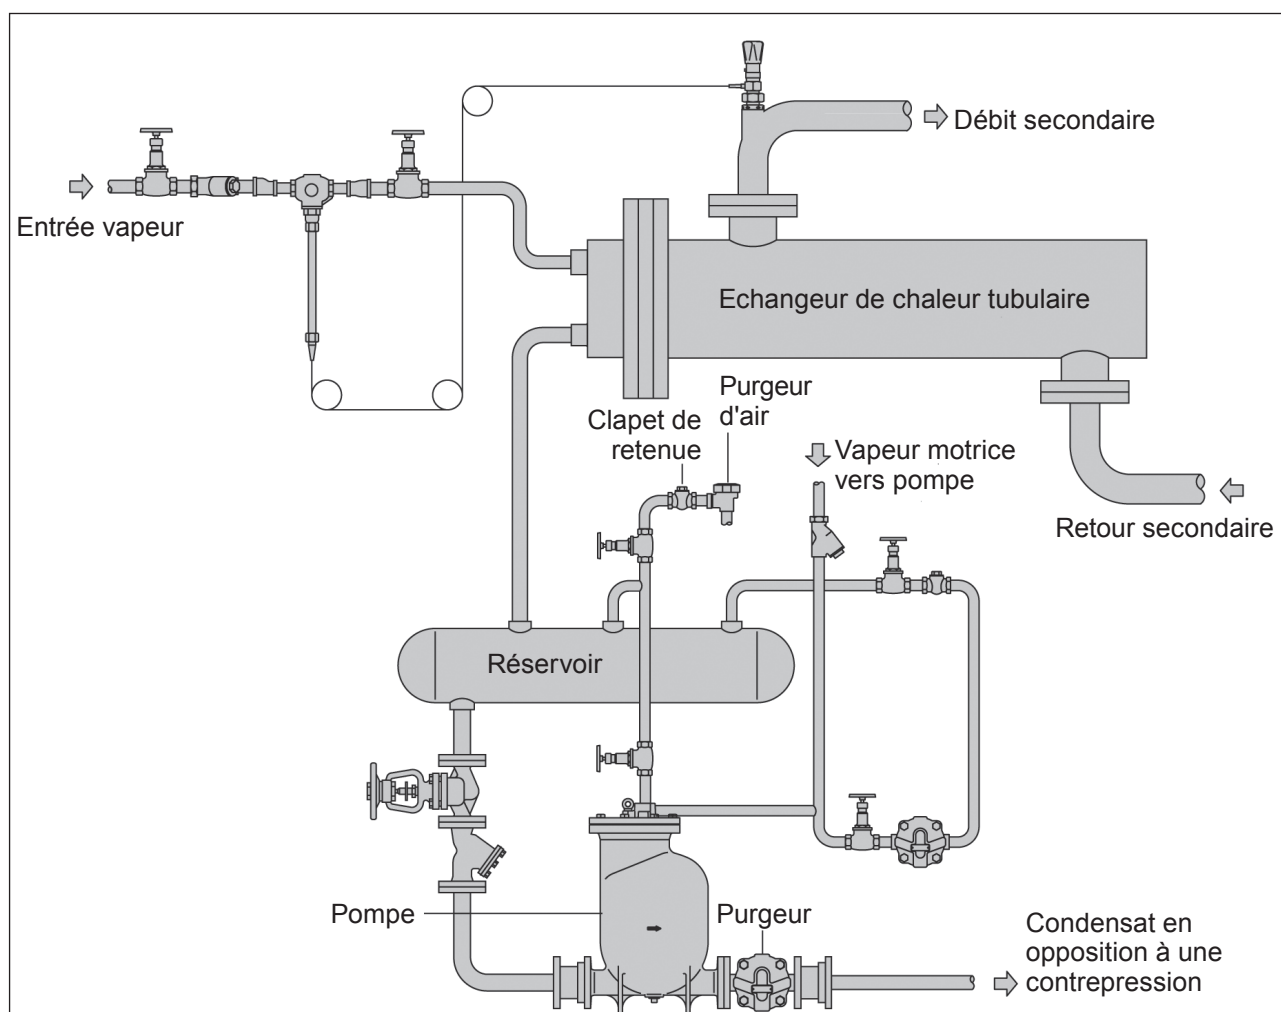 Débit secondaire
Entrée vapeur
Echangeur de chaleur tubulaire
Purgeur
d'air
Clapet de
retenue
Vapeur motrice
vers pompe
Retour secondaire
Réservoir
Pompe
Purgeur
Condensat en
opposition à une
contrepression